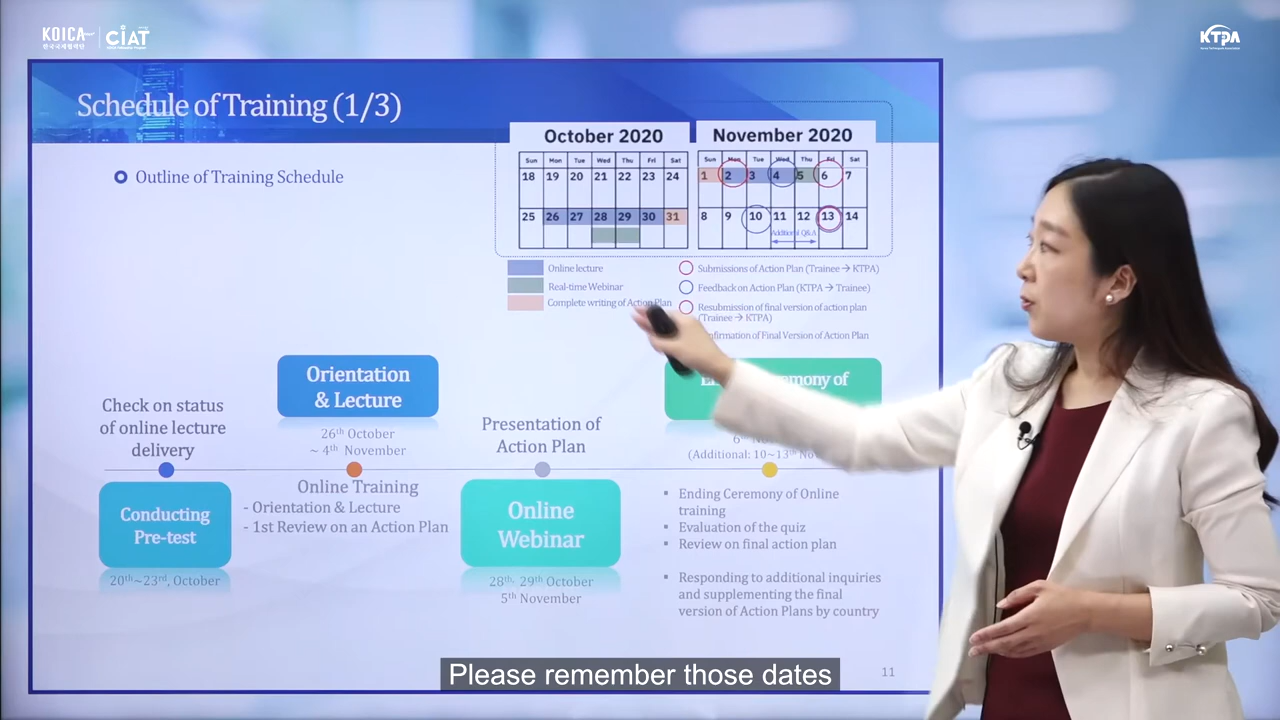 KOICA
한국국제협력단
CIAT
KTPA
Schedule of Training (1/3)
Outline of Training Schedule
October 2020
Sun Mon Tue Wed Thu Fri Sat
18 19 20 21 22 23 24
25 26 27 28 29 30 31
November 2020
Sun Mon Tue Wed Thu Fri Sat
1 2 3 4 5 6 7
8 9 10 11 12 13 14
Additional Q&A
Online lecture
Real-time Webinar
Complete writing of Action Plan
Submissions of Action Plan (Trainee → KTPA)
Feedback on Action Plan (KTPA → Trainee)
Resubmission of final version of action plan
(Trainee → KTPA)
of Final Version of Action Plan
Check on status
of online lecture
delivery
Conducting
Pre-test
20th~23rd, October
Orientation
& Lecture
26th October
~ 4th November
Online Training
- Orientation & Lecture
- 1st Review on an Action Plan
Presentation of
Action Plan
Online
Webinar
28th, 29th October
5th November
of
6th
(Additional: 10~13th
▪ Ending Ceremony of Online
training
▪ Evaluation of the quiz
▪ Review on final action plan
▪ Responding to additional inquiries
and supplementing the final
version of Action Plans by country
11
Please remember those dates